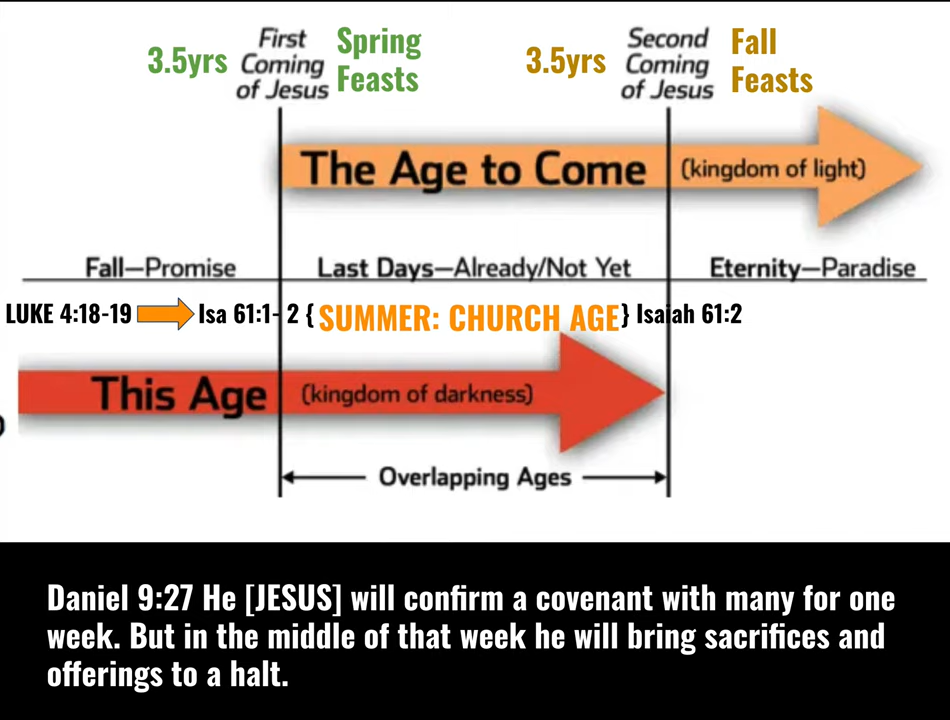 3.5yrs
First
Coming
of Jesus
Spring
Feasts
3.5yrs
Second
Coming
of Jesus
Fall
Feasts
The Age to Come (kingdom of light)
Fall—Promise Last Days—Already/Not Yet Eternity—Paradise
LUKE 4:18-19 Isa 61:1- 2 { SUMMER: CHURCH AGE } Isaiah 61:2
This Age (kingdom of darkness)
Overlapping Ages
Daniel 9:27 He [JESUS] will confirm a covenant with many for one
week. But in the middle of that week he will bring sacrifices and
offerings to a halt.